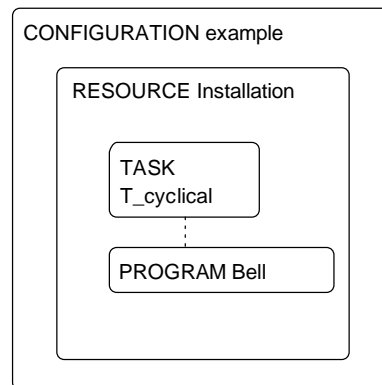 CONFIGURATION example
RESOURCE Installation
TASK
T_cyclical
PROGRAM Bell